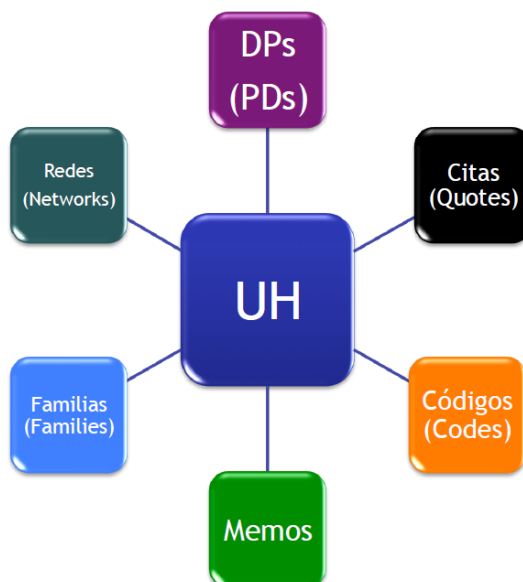 DPs
(PDs)
Redes
(Networks)
Citas
(Quotes)
UH
Familias
(Families)
Códigos
(Codes)
Memos